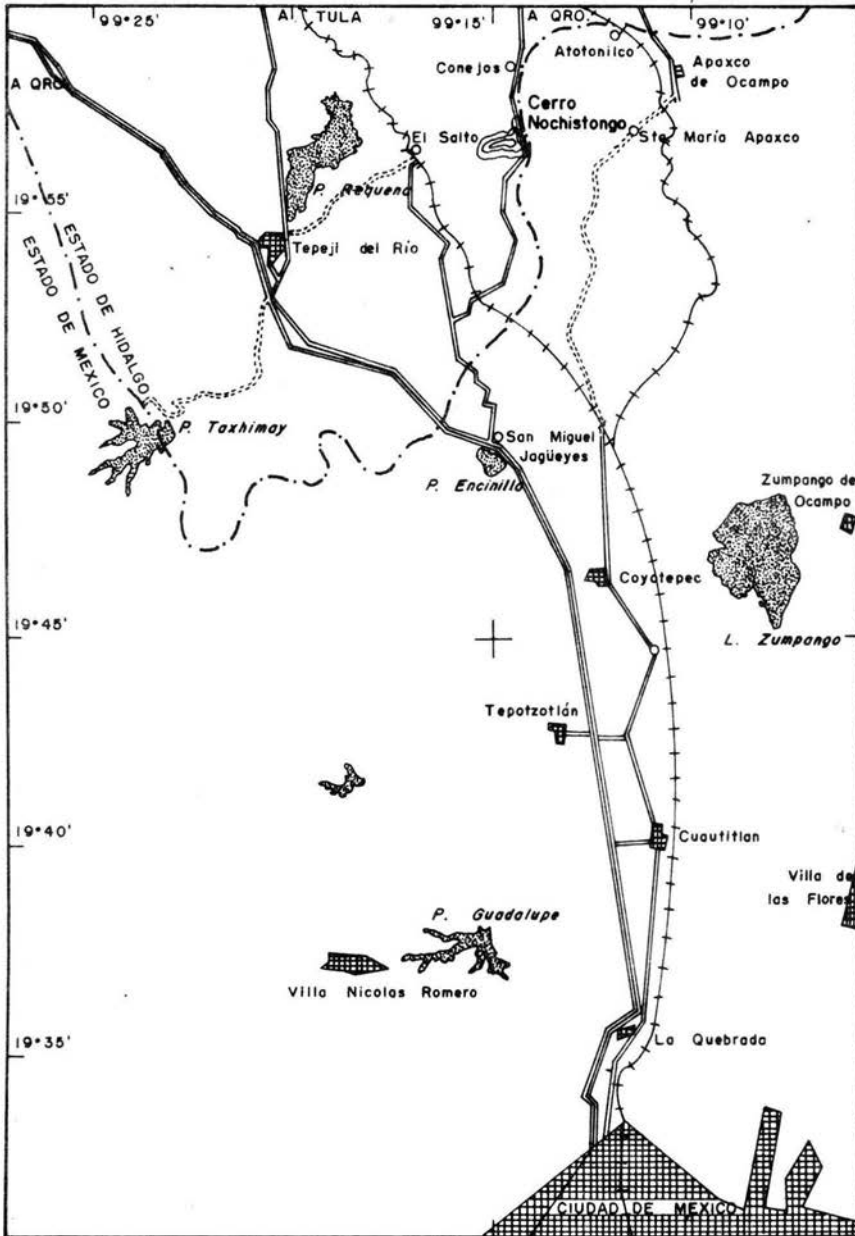 99°25'
A TULA
99°15'
A QRO.
99°10'
Atotonilco
Conejos
Apaxco
de Ocampo
A QRO.
Cerro
Nochistongo
El Salto
Sta María Apaxco
P. Requena
19°55'
Tepeji del Río
ESTADO DE HIDALGO
ESTADO DE MEXICO
19°50'
P. Taxhimay
San Miguel
Jagüeyes
P. Encinilla
Zumpango de
Ocampo
Coyotepec
19°45'
L. Zumpango
Tepotzotlán
19°40'
Cuautitlan
Villa de
las Flores
P. Guadalupe
Villa Nicolas Romero
19°35'
La Quebrada
CIUDAD DE MEXICO